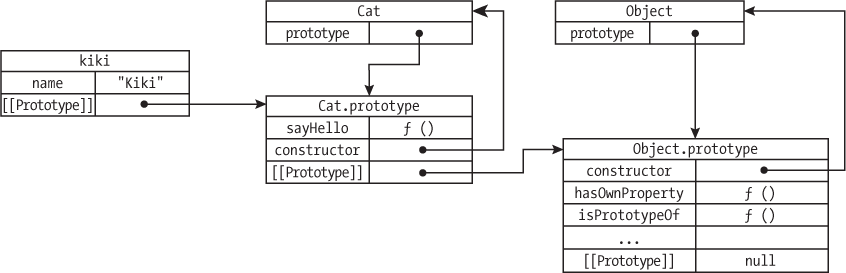 Cat
prototype
Object
prototype
kiki
name "Kiki"
[[Prototype]]
Cat.prototype
sayHello ƒ ()
constructor
[[Prototype]]
Object.prototype
constructor
hasOwnProperty ƒ ()
isPrototypeOf ƒ ()
...
[[Prototype]] null